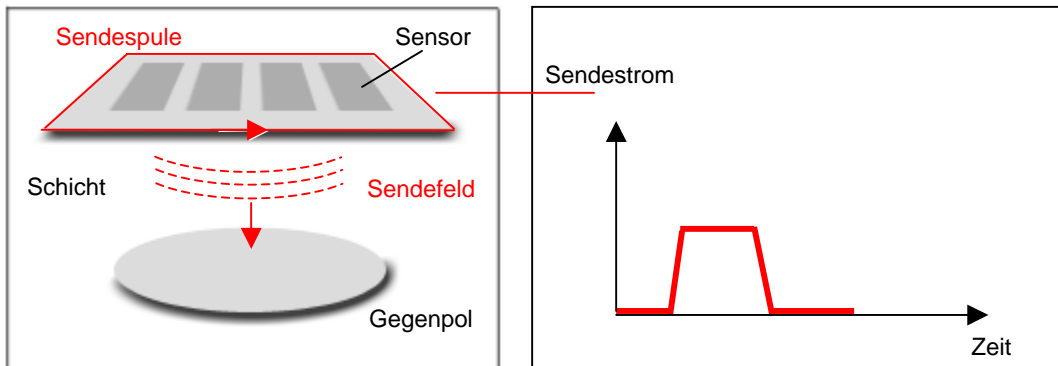 Sendespule
Sensor
Sendestrom
Schicht
Sendefeld
Gegenpol
Zeit